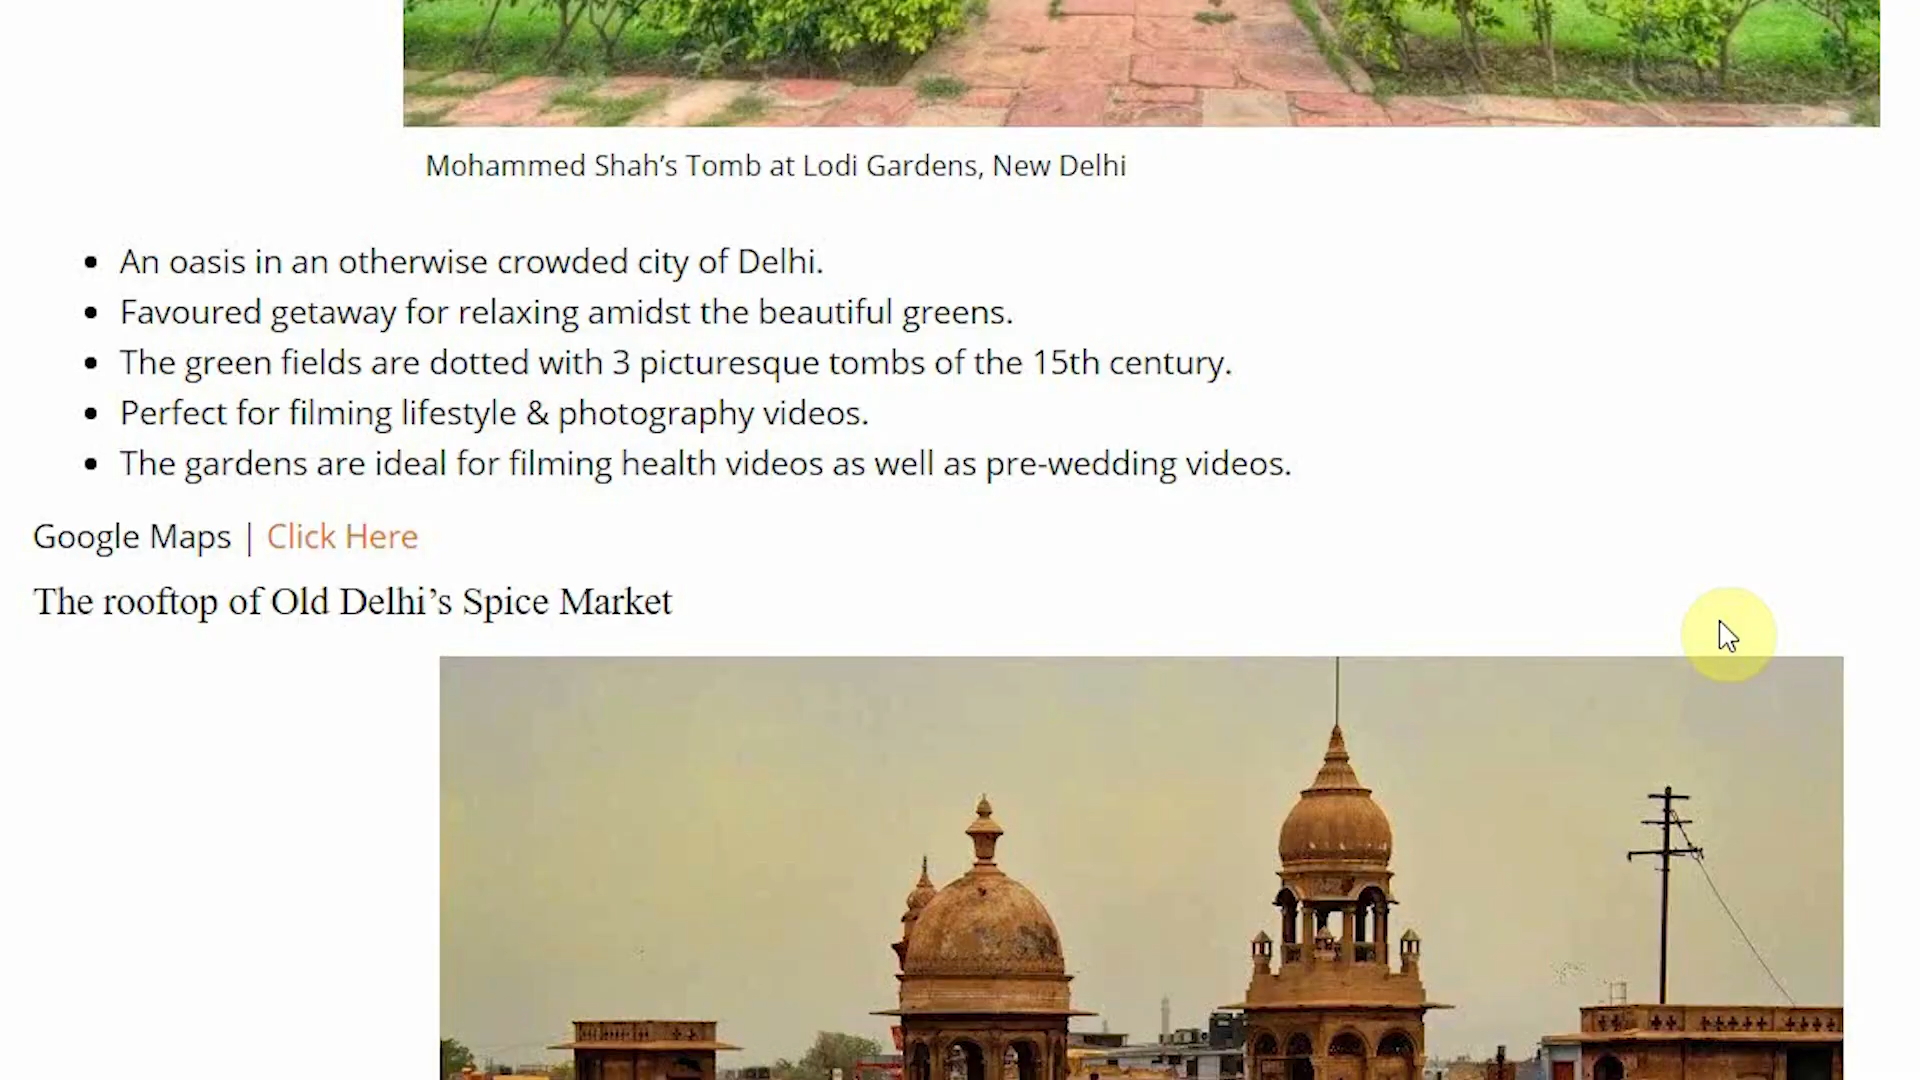 Mohammed Shah’s Tomb at Lodi Gardens, New Delhi
• An oasis in an otherwise crowded city of Delhi.
• Favoured getaway for relaxing amidst the beautiful greens.
• The green fields are dotted with 3 picturesque tombs of the 15th century.
• Perfect for filming lifestyle & photography videos.
• The gardens are ideal for filming health videos as well as pre-wedding videos.
Google Maps | Click Here
The rooftop of Old Delhi’s Spice Market